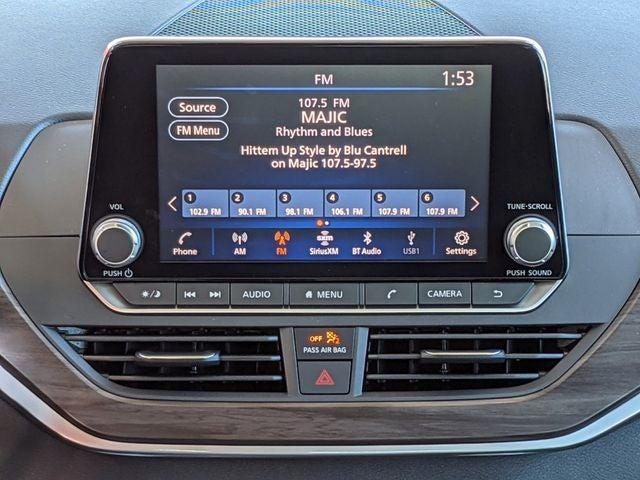 FM 1:53
Source
FM Menu
107.5 FM
MAJIC
Rhythm and Blues
Hittem Up Style by Blu Cantrell
on Majic 107.5-97.5
1 2 3 4 5 6
102.9 FM 90.1 FM 98.1 FM 106.1 FM 107.9 FM 107.9 FM
Phone AM FM SXM SiriusXM BT Audio USB1 Settings
VOL
PUSH
TUNE·SCROLL
PUSH SOUND
AUDIO MENU CAMERA
OFF 2
PASS AIR BAG